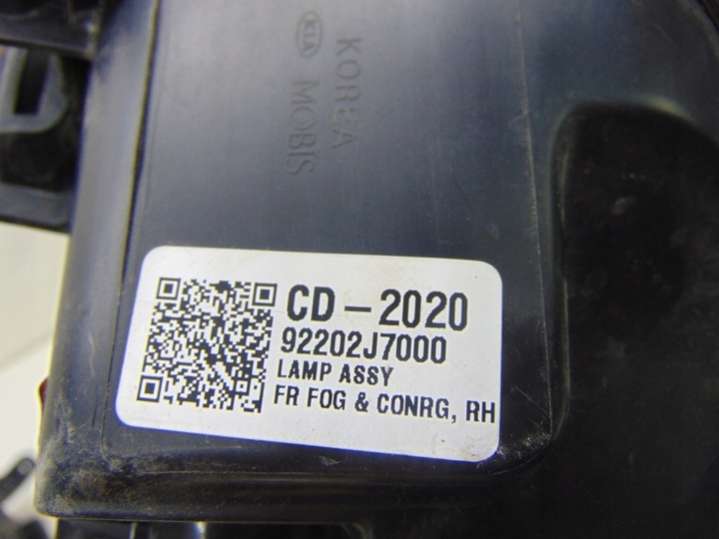 KIA
KOREA
MOBIS
CD-2020
92202J7000
LAMP ASSY
FR FOG & CONRG, RH